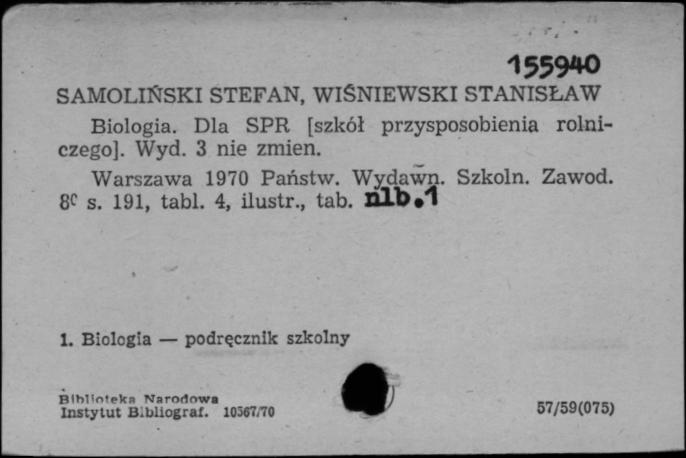 155940
SAMOLIŃSKI STEFAN, WIŚNIEWSKI STANISŁAW
Biologia. Dla SPR [szkół przysposobienia rolni-
czego]. Wyd. 3 nie zmien.
Warszawa 1970 Państw. Wydawn. Szkoln. Zawod.
8° s. 191, tabl. 4, ilustr., tab. nlb.1
1. Biologia — podręcznik szkolny
Biblioteka Narodowa
Instytut Bibliograf. 10567/70
57/59(075)